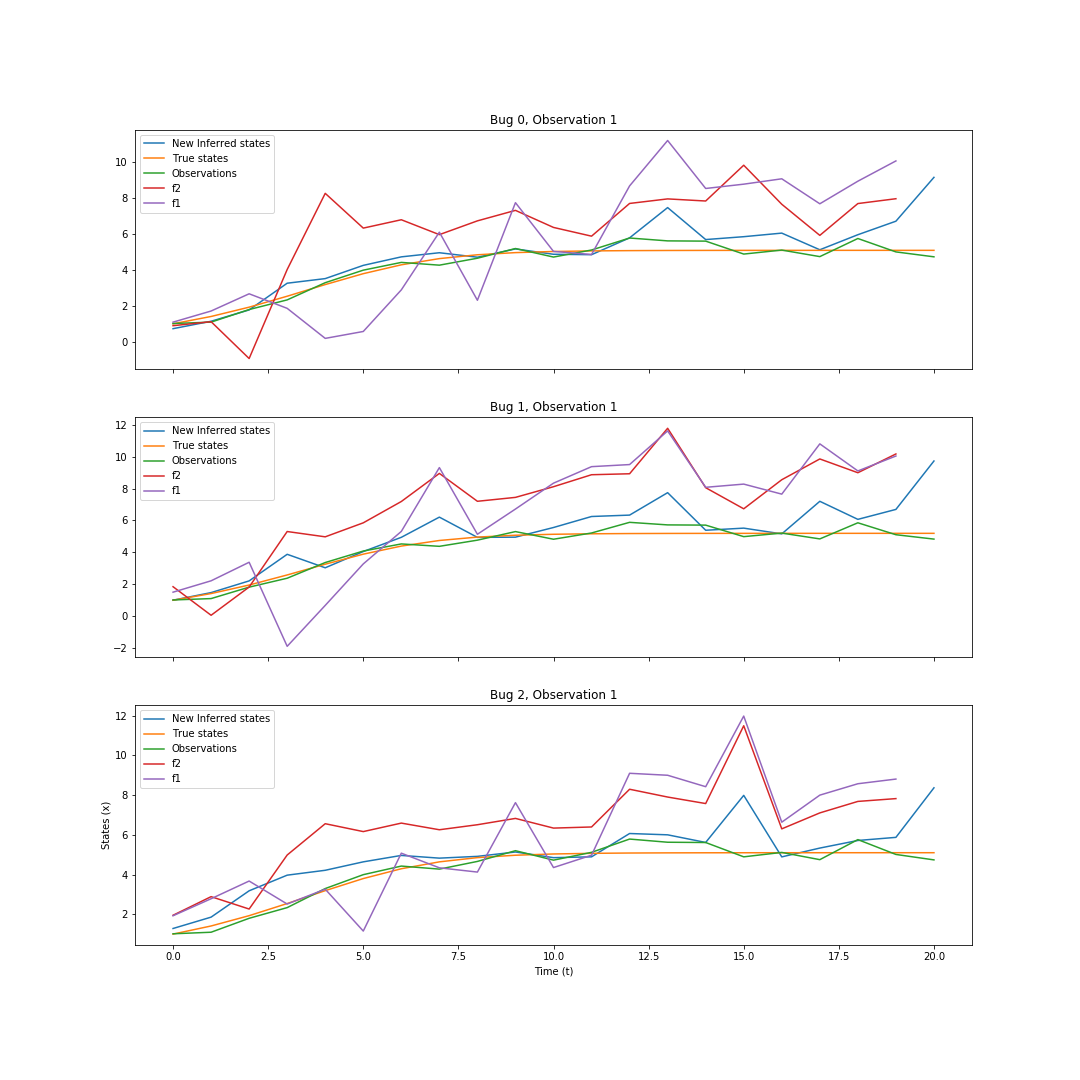 Bug 0, Observation 1
New Inferred states
True states
Observations
f2
f1
10
8
6
4
2
0
Bug 1, Observation 1
New Inferred states
True states
Observations
f2
f1
12
10
8
6
4
2
0
−2
Bug 2, Observation 1
New Inferred states
True states
Observations
f2
f1
12
10
8
6
4
2
States (x)
0.0 2.5 5.0 7.5 10.0 12.5 15.0 17.5 20.0
Time (t)